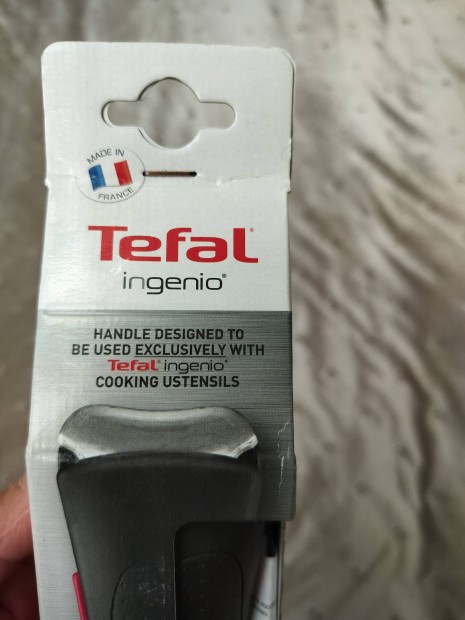 MADE IN
FRANCE
Tefal
ingenio®
HANDLE DESIGNED TO
BE USED EXCLUSIVELY WITH
Tefal® ingenio®
COOKING USTENSILS